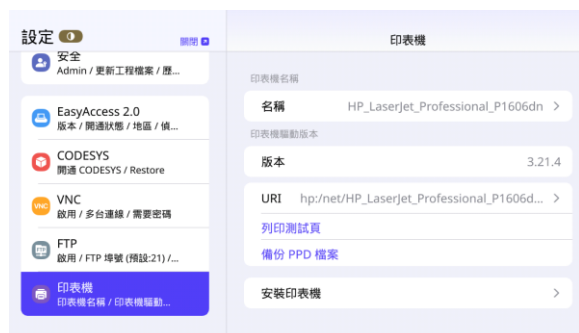 設定
關閉
安全
Admin / 更新工程檔案 / 歷...
EasyAccess 2.0
版本 / 開通狀態 / 地區 / 偵...
CODESYS
開通 CODESYS / Restore
VNC
VNC
啟用 / 多台連線 / 需要密碼
FTP
啟用 / FTP 埠號 (預設:21) /...
印表機
印表機名稱 / 印表機驅動...
印表機
印表機名稱
名稱 HP_LaserJet_Professional_P1606dn
印表機驅動版本
版本 3.21.4
URI hp:/net/HP_LaserJet_Professional_P1606d...
列印測試頁
備份 PPD 檔案
安裝印表機